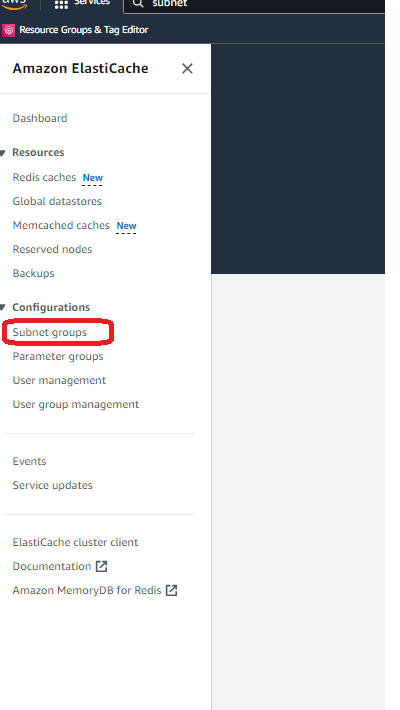 aws
Services
subnet
Resource Groups & Tag Editor
Amazon ElastiCache
Dashboard
Resources
Redis caches New
Global datastores
Memcached caches New
Reserved nodes
Backups
Configurations
Subnet groups
Parameter groups
User management
User group management
Events
Service updates
ElastiCache cluster client
Documentation
Amazon MemoryDB for Redis